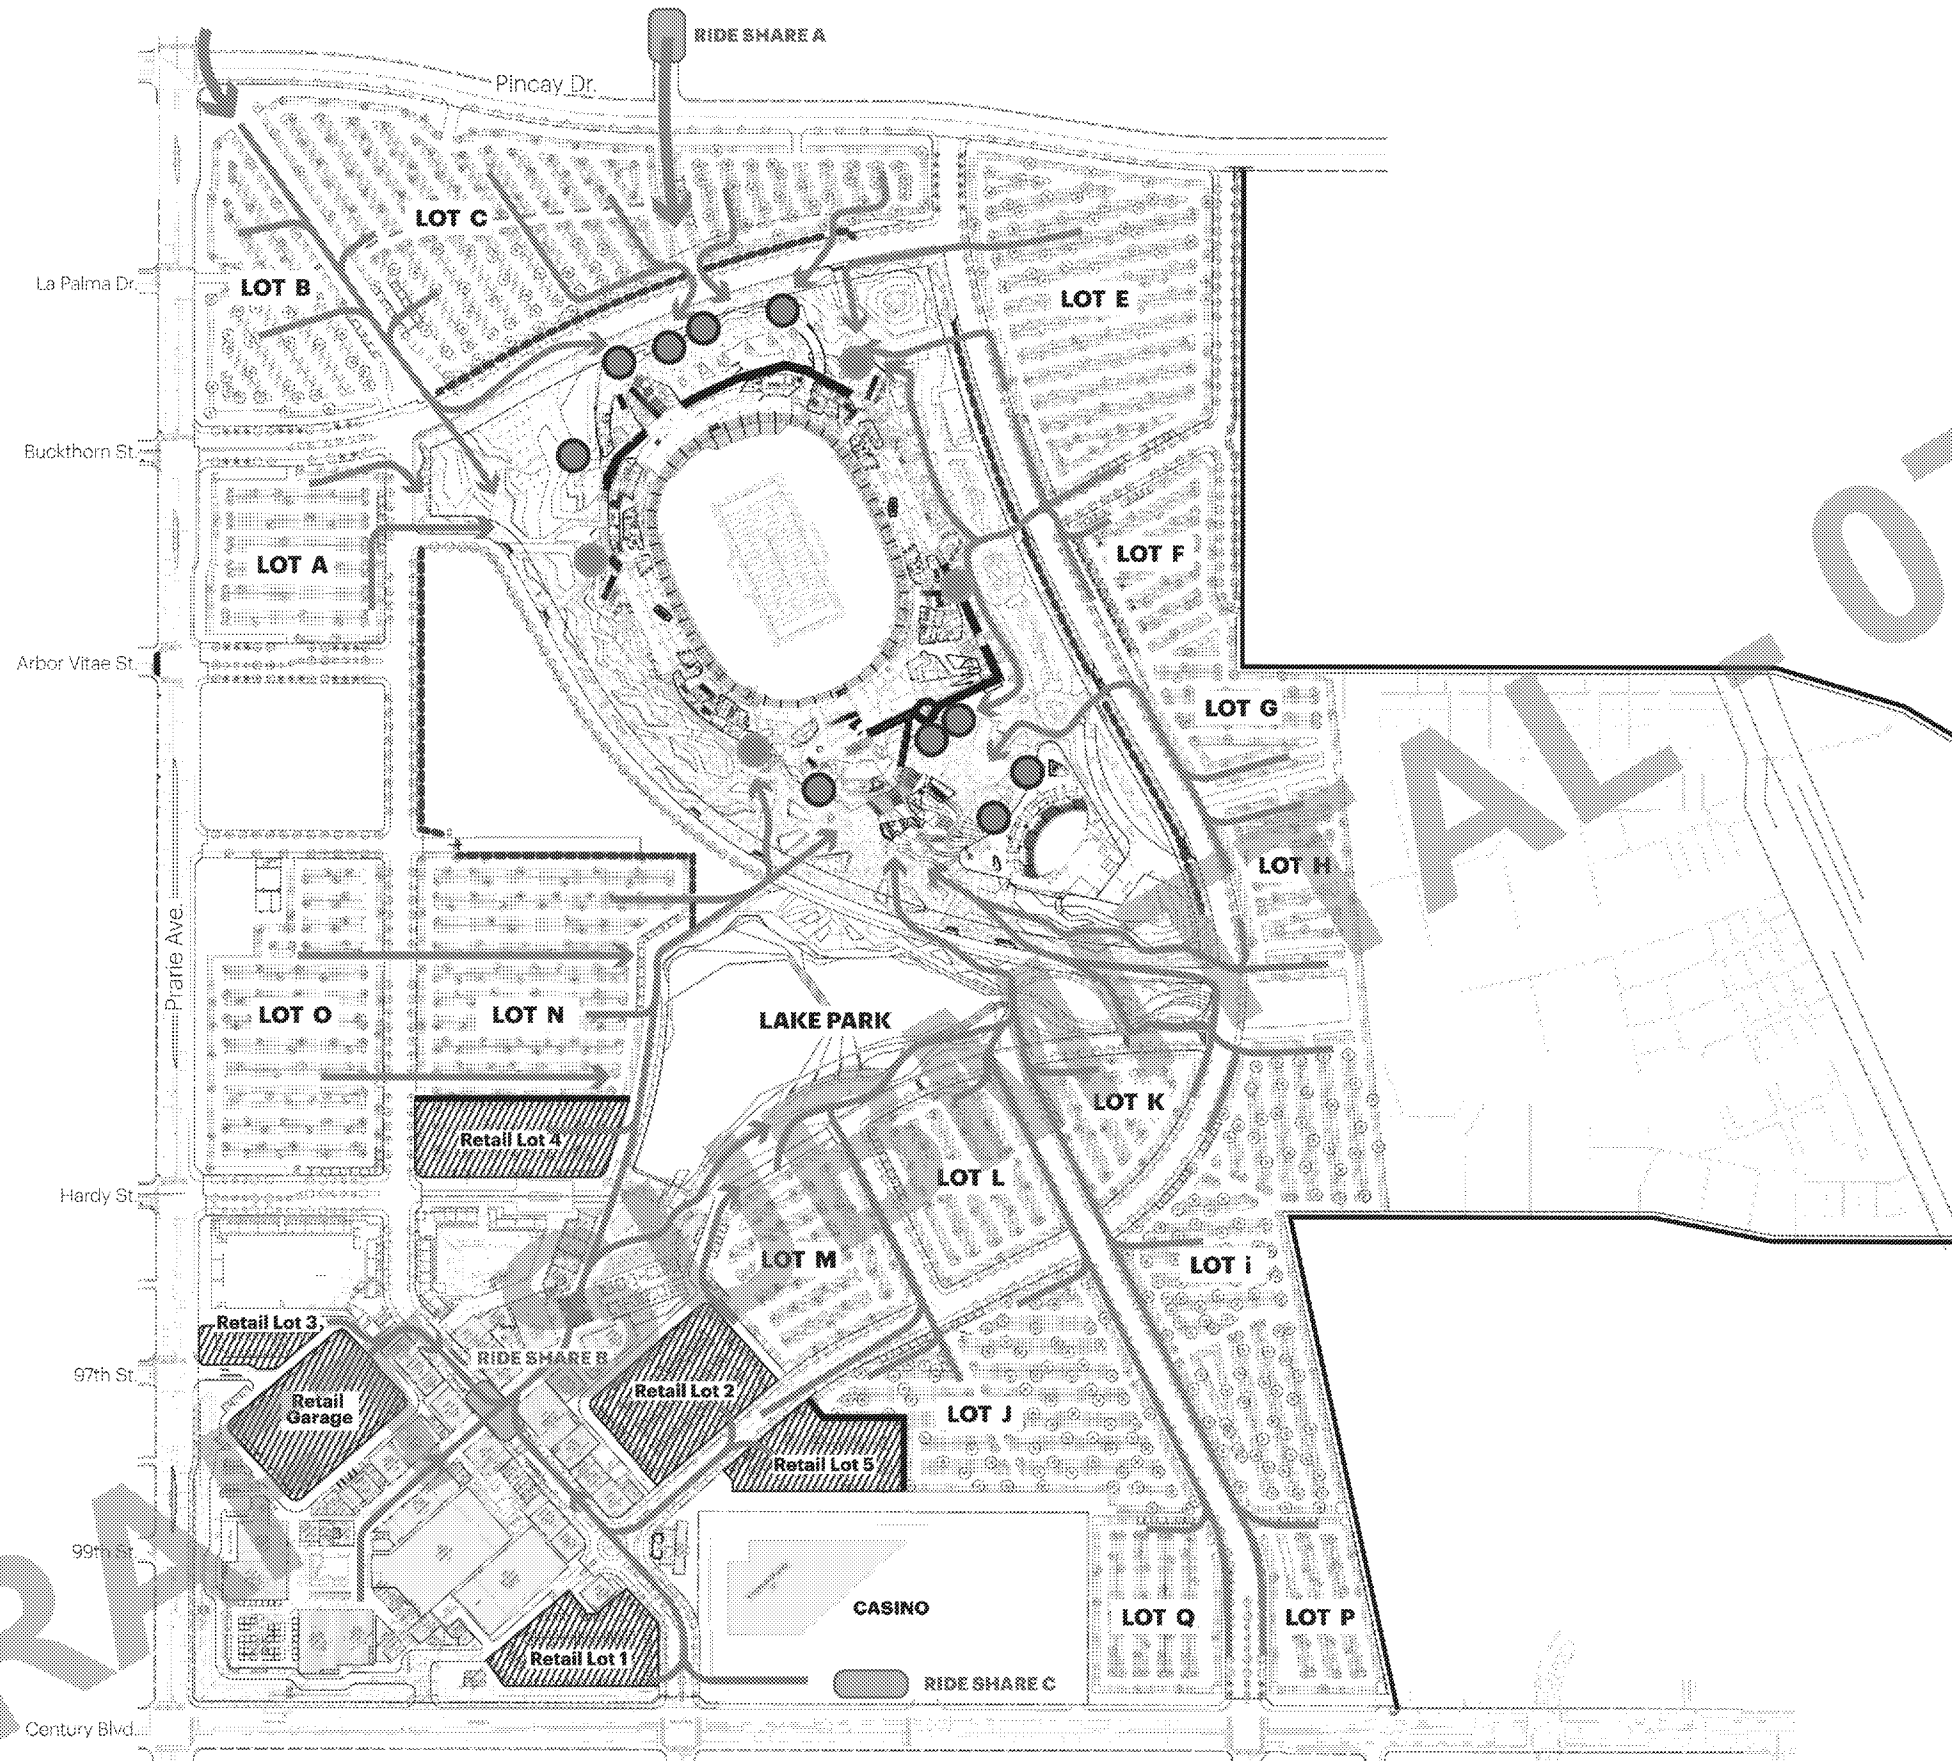 RIDE SHARE A
Pincay Dr.
LOT C
La Palma Dr.
LOT B
LOT E
Buckthorn St.
LOT A
LOT F
Arbor Vitae St.
LOT G
LOT H
Prarie Ave.
LOT O
LOT N
LAKE PARK
LOT K
Retail Lot 4
LOT L
Hardy St.
LOT M
LOT i
Retail Lot 3
RIDE SHARE B
97th St.
Retail
Garage
Retail Lot 2
LOT J
Retail Lot 5
99th St.
CASINO
LOT Q
LOT P
Retail Lot 1
RIDE SHARE C
Century Blvd.